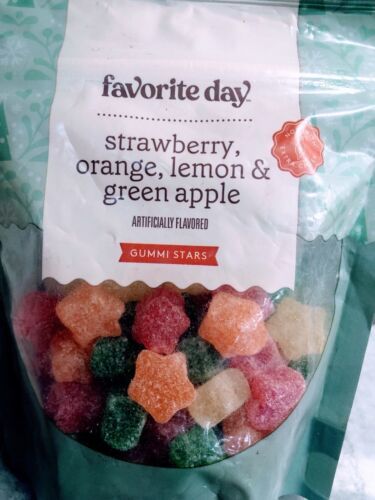 favorite day
strawberry,
orange, lemon &
green apple
ARTIFICIALLY FLAVORED
GUMMI STARS